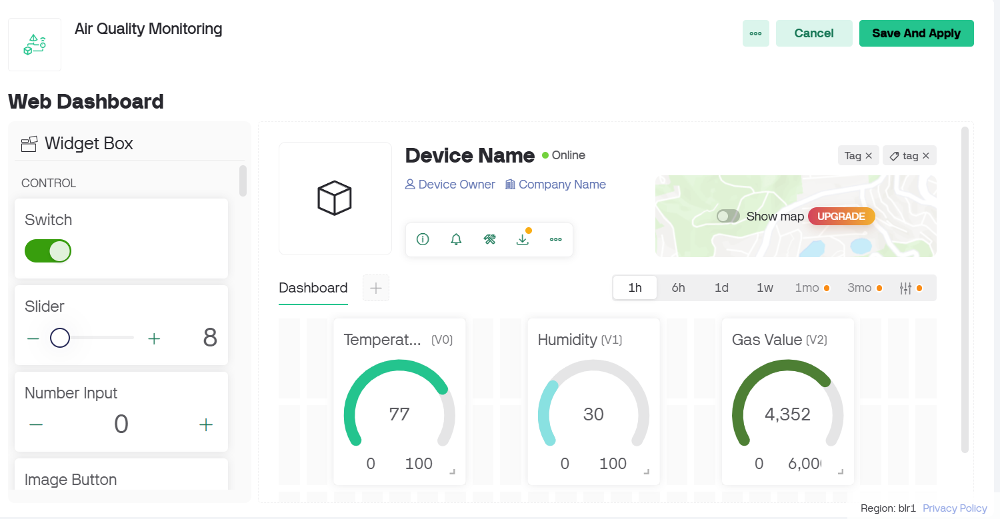 Air Quality Monitoring
Cancel
Save And Apply
Web Dashboard
Widget Box
CONTROL
Switch
Slider
8
Number Input
0
Image Button
Device Name
Online
Device Owner
Company Name
Tag
tag
Show map
UPGRADE
Dashboard
1h
6h
1d
1w
1mo
3mo
Temperat... (V0)
77
0 100
Humidity (V1)
30
0 100
Gas Value (V2)
4,352
0 6,00
Region: blr1 Privacy Policy